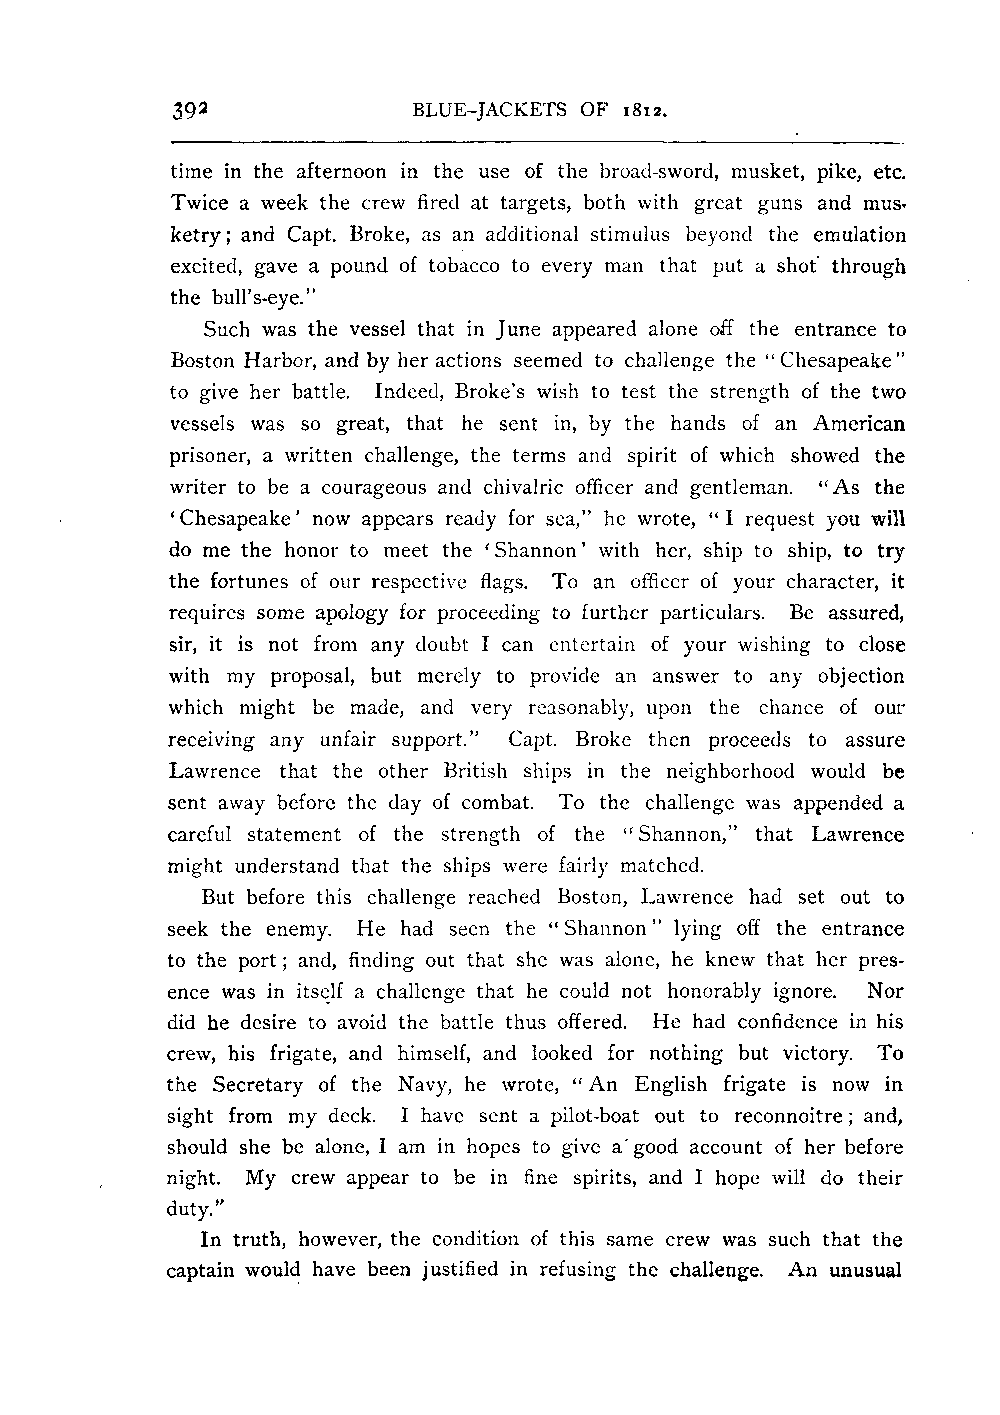 392 BLUE-JACKETS OF 1812.
time in the afternoon in the use of the broad-sword, musket, pike, etc.
Twice a week the crew fired at targets, both with great guns and mus-
ketry; and Capt. Broke, as an additional stimulus beyond the emulation
excited, gave a pound of tobacco to every man that put a shot through
the bull's-eye."
Such was the vessel that in June appeared alone off the entrance to
Boston Harbor, and by her actions seemed to challenge the "Chesapeake"
to give her battle. Indeed, Broke's wish to test the strength of the two
vessels was so great, that he sent in, by the hands of an American
prisoner, a written challenge, the terms and spirit of which showed the
writer to be a courageous and chivalric officer and gentleman. "As the
'Chesapeake' now appears ready for sea," he wrote, "I request you will
do me the honor to meet the 'Shannon' with her, ship to ship, to try
the fortunes of our respective flags. To an officer of your character, it
requires some apology for proceeding to further particulars. Be assured,
sir, it is not from any doubt I can entertain of your wishing to close
with my proposal, but merely to provide an answer to any objection
which might be made, and very reasonably, upon the chance of our
receiving any unfair support." Capt. Broke then proceeds to assure
Lawrence that the other British ships in the neighborhood would be
sent away before the day of combat. To the challenge was appended a
careful statement of the strength of the "Shannon," that Lawrence
might understand that the ships were fairly matched.
But before this challenge reached Boston, Lawrence had set out to
seek the enemy. He had seen the "Shannon" lying off the entrance
to the port; and, finding out that she was alone, he knew that her pres-
ence was in itself a challenge that he could not honorably ignore. Nor
did he desire to avoid the battle thus offered. He had confidence in his
crew, his frigate, and himself, and looked for nothing but victory. To
the Secretary of the Navy, he wrote, "An English frigate is now in
sight from my deck. I have sent a pilot-boat out to reconnoitre; and,
should she be alone, I am in hopes to give a good account of her before
night. My crew appear to be in fine spirits, and I hope will do their
duty."
In truth, however, the condition of this same crew was such that the
captain would have been justified in refusing the challenge. An unusual